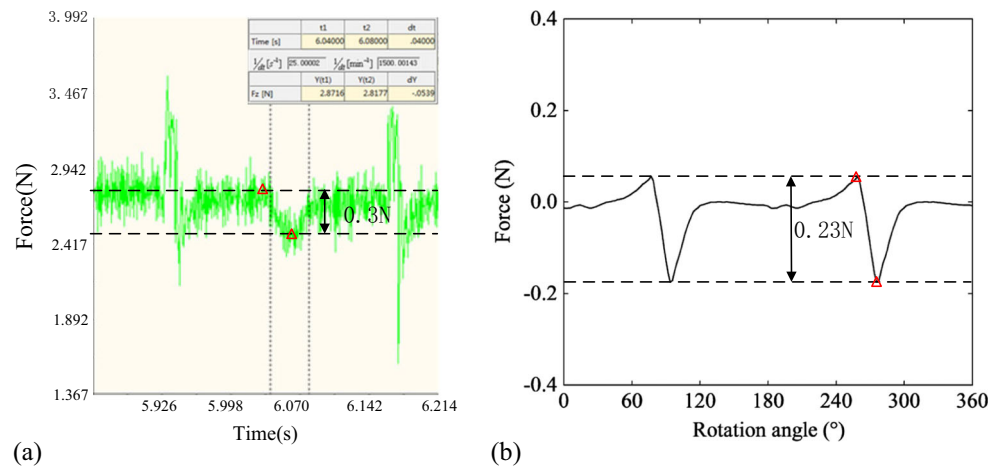 3.992
3.467
2.942
2.417
1.892
1.367
Force(N)
t1 t2 dt
Time [s] 6.04000 6.08000 .04000
1/dt [s⁻¹] 25.00002 1/dt [min⁻¹] 1500.00143
Y(t1) Y(t2) dY
Fz [N] 2.8716 2.8177 -.0539
0.3N
5.926 5.998 6.070 6.142 6.214
Time(s)
(a)
0.4
0.2
0.0
-0.2
-0.4
Force (N)
0.23N
0 60 120 200 240 300 360
Rotation angle (°)
(b)